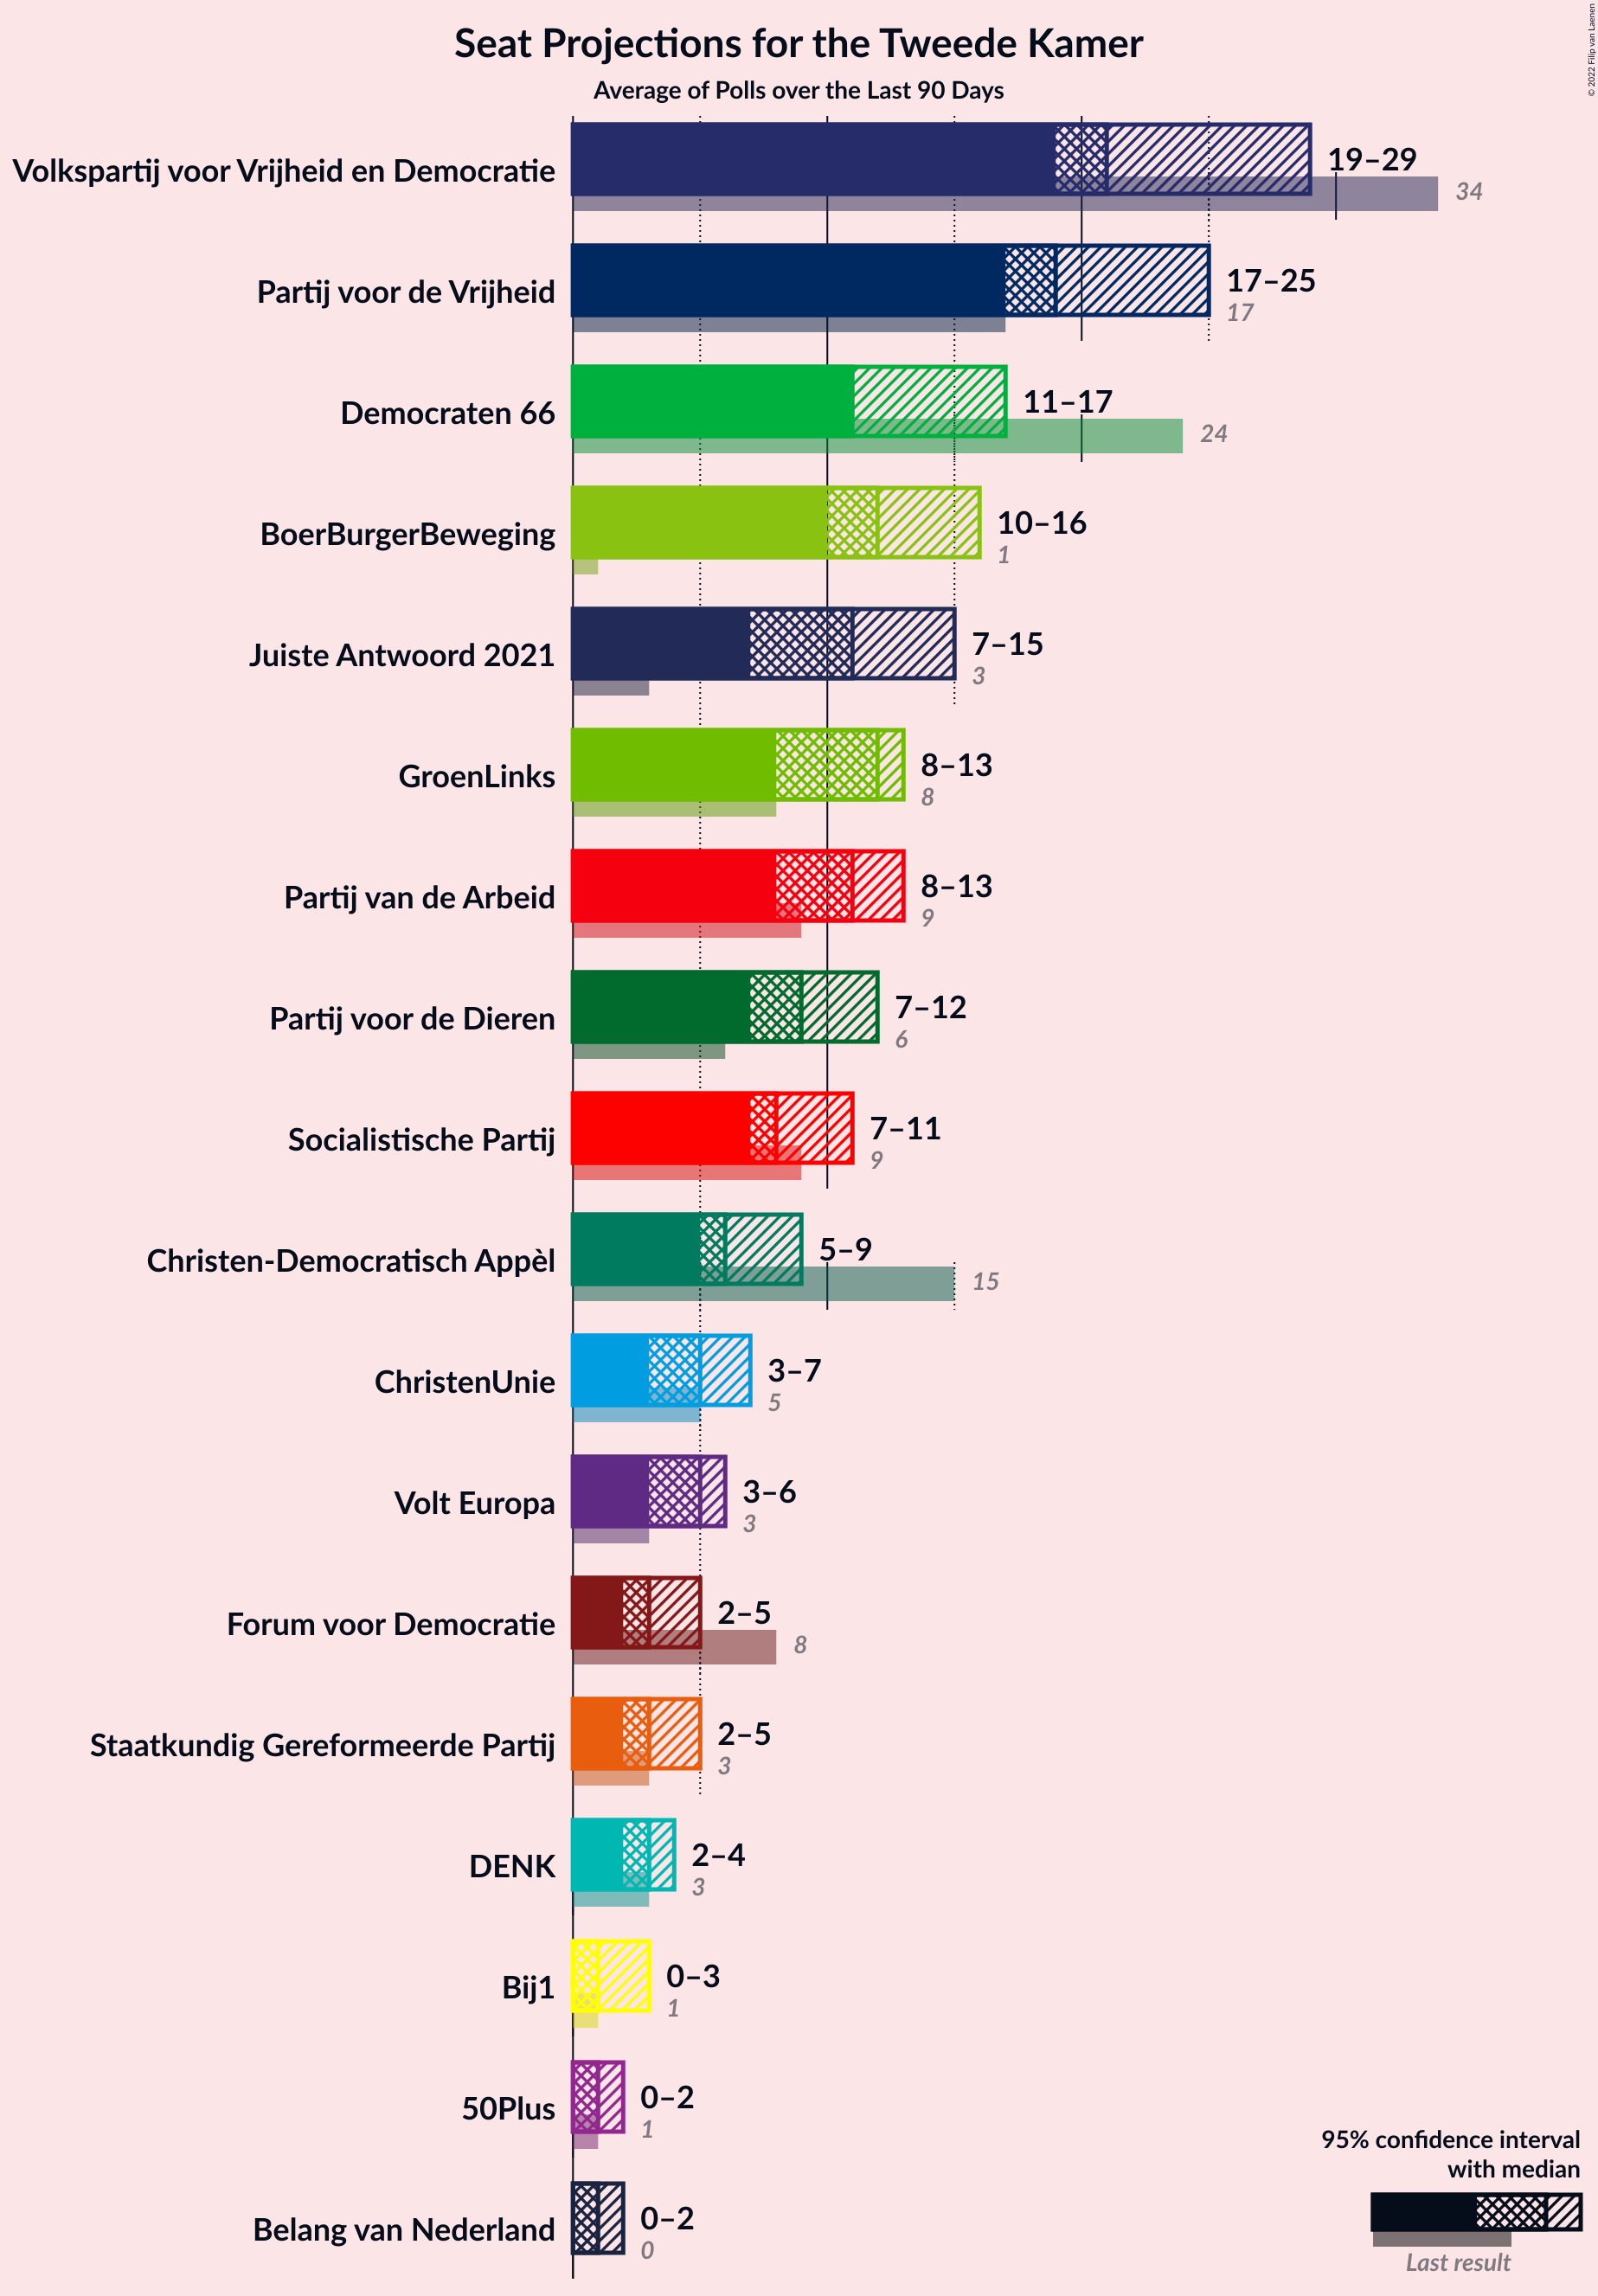 Seat Projections for the Tweede Kamer
Average of Polls over the Last 90 Days
© 2022 Filip van Laenen
Volkspartij voor Vrijheid en Democratie
19–29
34
Partij voor de Vrijheid
17–25
17
Democraten 66
11–17
24
BoerBurgerBeweging
10–16
1
Juiste Antwoord 2021
7–15
3
GroenLinks
8–13
8
Partij van de Arbeid
8–13
9
Partij voor de Dieren
7–12
6
Socialistische Partij
7–11
9
Christen-Democratisch Appèl
5–9
15
ChristenUnie
3–7
5
Volt Europa
3–6
3
Forum voor Democratie
2–5
8
Staatkundig Gereformeerde Partij
2–5
3
DENK
2–4
3
Bij1
0–3
1
50Plus
0–2
1
Belang van Nederland
0–2
0
95% confidence interval
with median
Last result